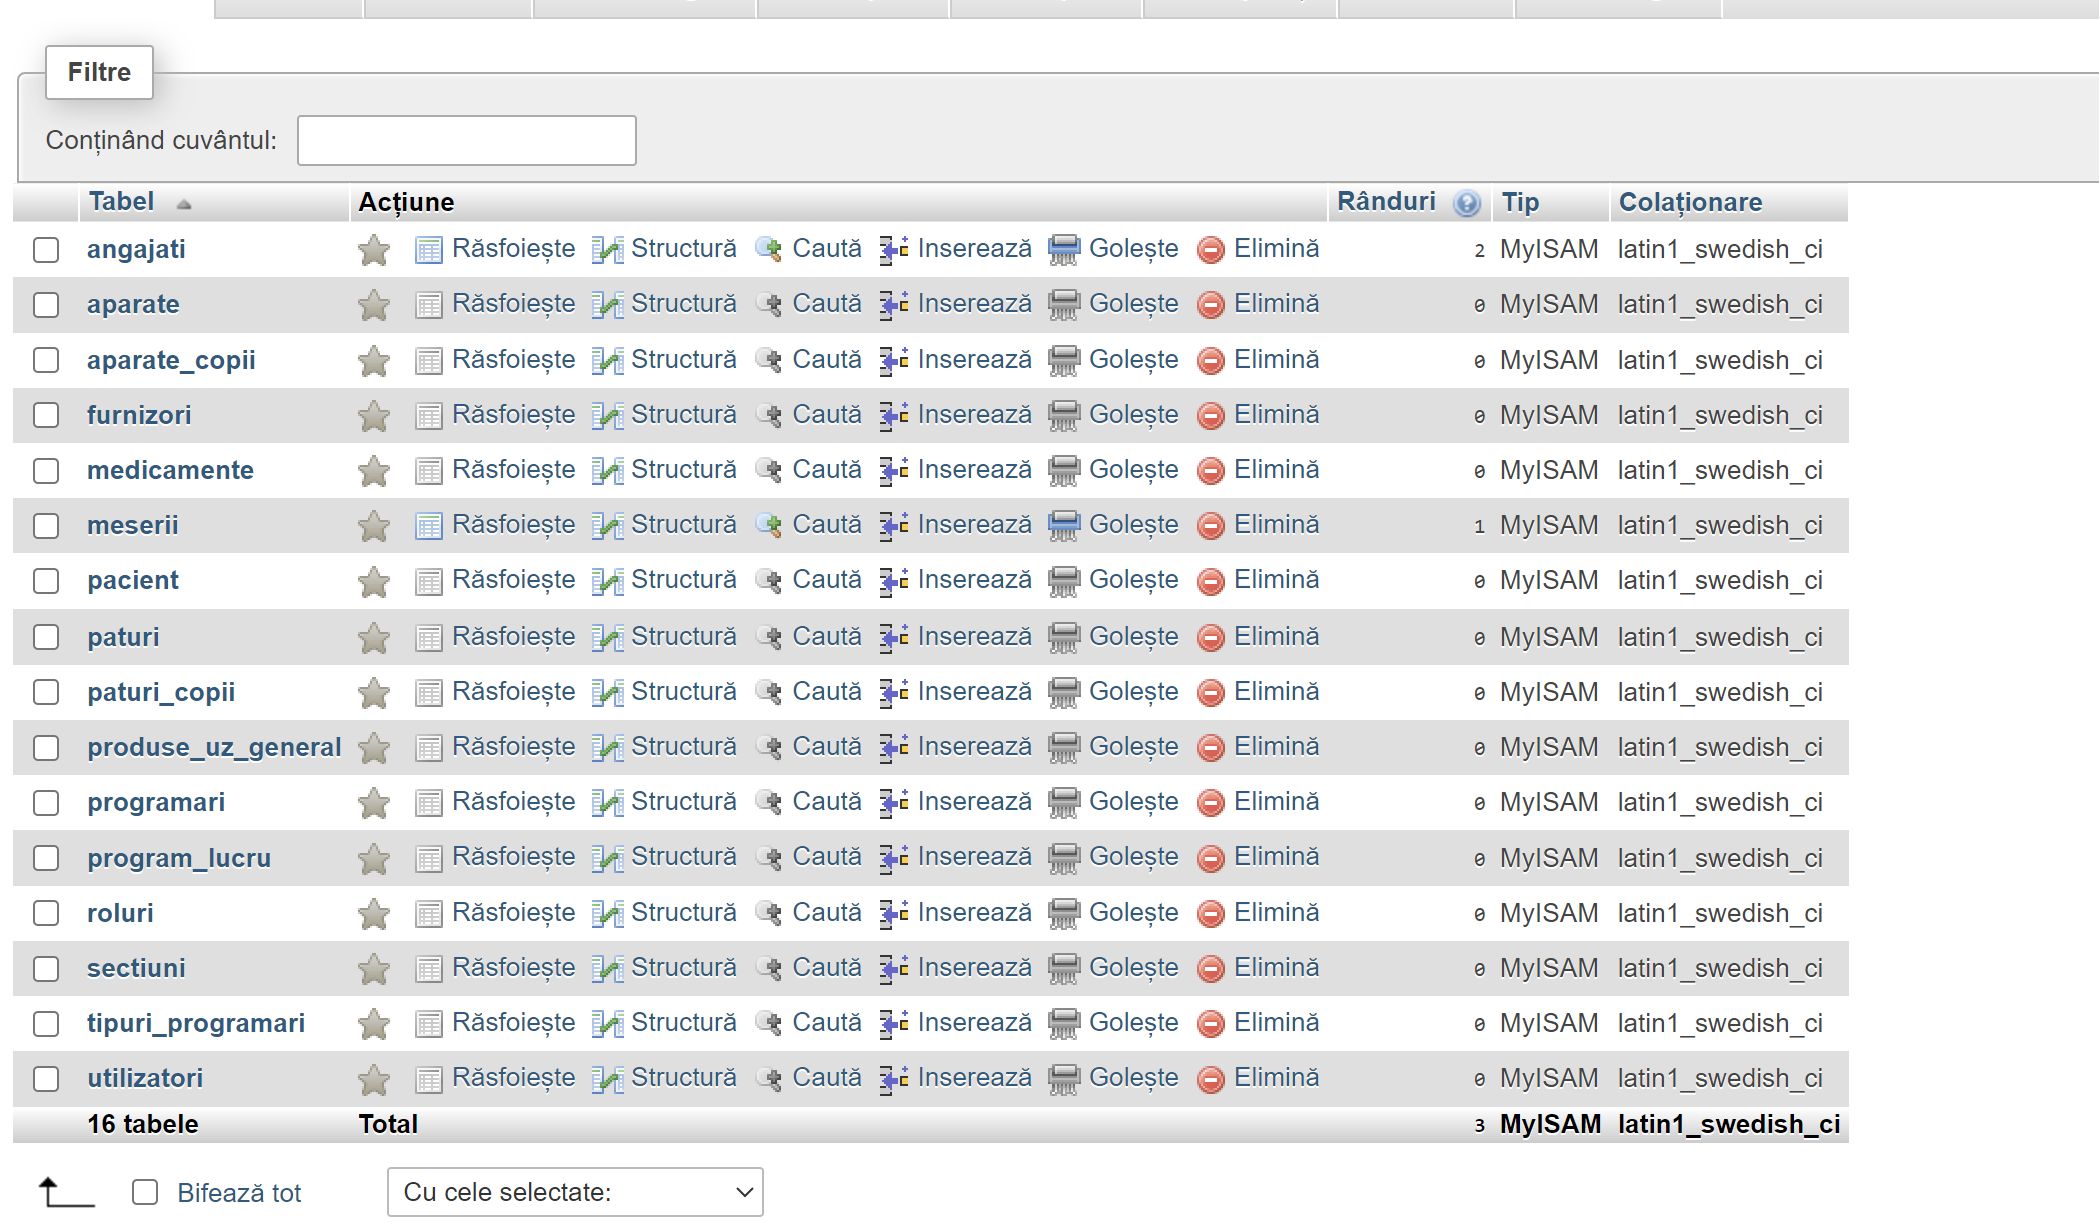 Filtre
Conținând cuvântul:
Tabel Acțiune Rânduri Tip Colaționare
angajati Răsfoiește Structură Caută Inserează Golește Elimină 2 MyISAM latin1_swedish_ci
aparate Răsfoiește Structură Caută Inserează Golește Elimină 0 MyISAM latin1_swedish_ci
aparate_copii Răsfoiește Structură Caută Inserează Golește Elimină 0 MyISAM latin1_swedish_ci
furnizori Răsfoiește Structură Caută Inserează Golește Elimină 0 MyISAM latin1_swedish_ci
medicamente Răsfoiește Structură Caută Inserează Golește Elimină 0 MyISAM latin1_swedish_ci
meserii Răsfoiește Structură Caută Inserează Golește Elimină 1 MyISAM latin1_swedish_ci
pacient Răsfoiește Structură Caută Inserează Golește Elimină 0 MyISAM latin1_swedish_ci
paturi Răsfoiește Structură Caută Inserează Golește Elimină 0 MyISAM latin1_swedish_ci
paturi_copii Răsfoiește Structură Caută Inserează Golește Elimină 0 MyISAM latin1_swedish_ci
produse_uz_general Răsfoiește Structură Caută Inserează Golește Elimină 0 MyISAM latin1_swedish_ci
programari Răsfoiește Structură Caută Inserează Golește Elimină 0 MyISAM latin1_swedish_ci
program_lucru Răsfoiește Structură Caută Inserează Golește Elimină 0 MyISAM latin1_swedish_ci
roluri Răsfoiește Structură Caută Inserează Golește Elimină 0 MyISAM latin1_swedish_ci
sectiuni Răsfoiește Structură Caută Inserează Golește Elimină 0 MyISAM latin1_swedish_ci
tipuri_programari Răsfoiește Structură Caută Inserează Golește Elimină 0 MyISAM latin1_swedish_ci
utilizatori Răsfoiește Structură Caută Inserează Golește Elimină 0 MyISAM latin1_swedish_ci
16 tabele Total 3 MyISAM latin1_swedish_ci
Bifează tot Cu cele selectate: